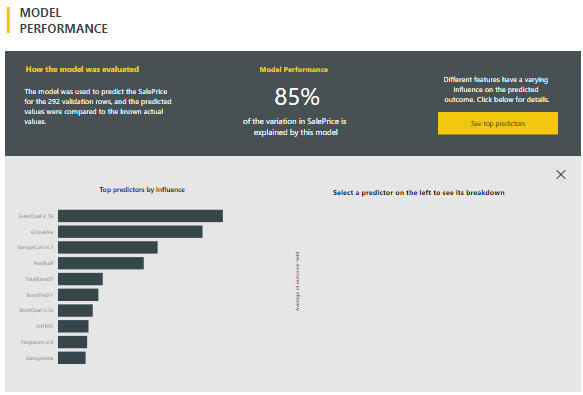 MODEL
PERFORMANCE
How the model was evaluated
The model was used to predict the SalePrice
for the 292 validation rows, and the predicted
values were compared to the known actual
values.
Model Performance
85%
of the variation in SalePrice is
explained by this model
Different features have a varying
influence on the predicted
outcome. Click below for details.
See top predictors
Top predictors by influence
ExterQual is TA
GrLivArea
GarageCars is 3
YearBuilt
TotalBsmtSF
BsmtFinSF1
BsmtQual is Ex
1stFlrSF
Fireplaces is 0
GarageArea
Select a predictor on the left to see its breakdown
Average of outcome field